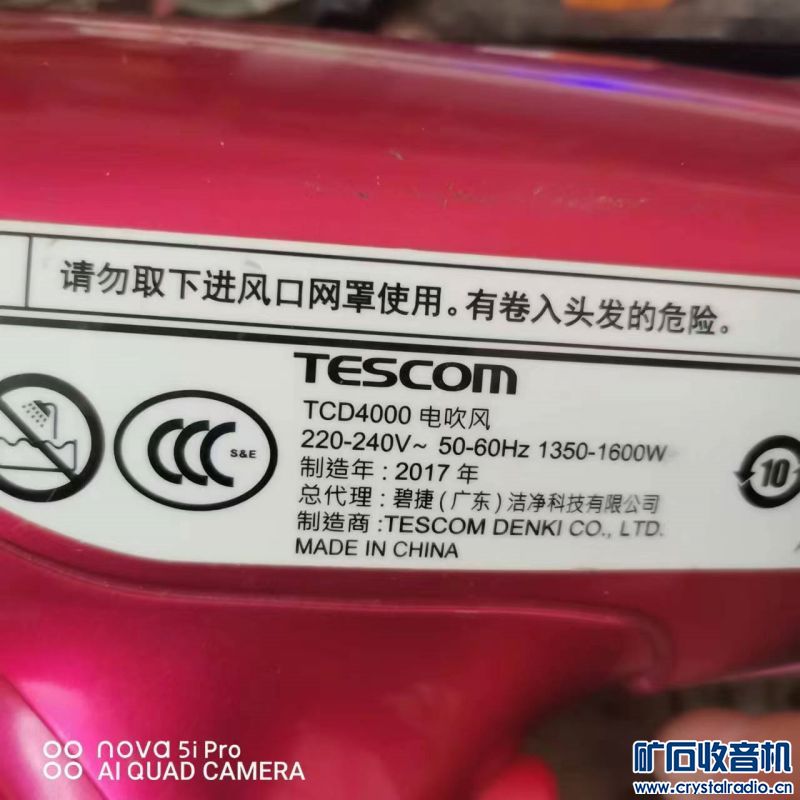 请勿取下进风口网罩使用。有卷入头发的危险。
TESCOM
TCD4000 电吹风
CCC S&E
220-240V~ 50-60Hz 1350-1600W
10
制造年：2017 年
总代理：碧捷(广东)洁净科技有限公司
制造商:TESCOM DENKI CO., LTD.
MADE IN CHINA
nova 5i Pro
AI QUAD CAMERA
矿石收音机
www.crystalradio.cn